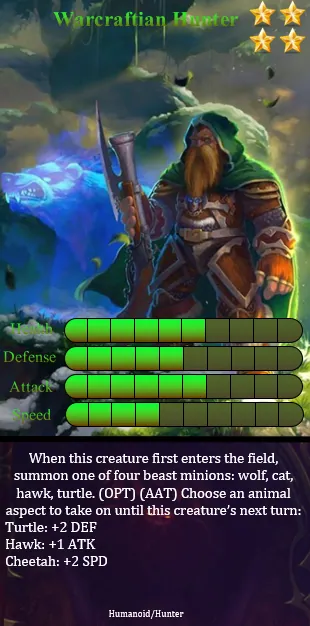 Warcraftian Hunter
Health
Defense
Attack
Speed
When this creature first enters the field,
summon one of four beast minions: wolf, cat,
hawk, turtle. (OPT) (AAT) Choose an animal
aspect to take on until this creature's next turn:
Turtle: +2 DEF
Hawk: +1 ATK
Cheetah: +2 SPD
Humanoid/Hunter